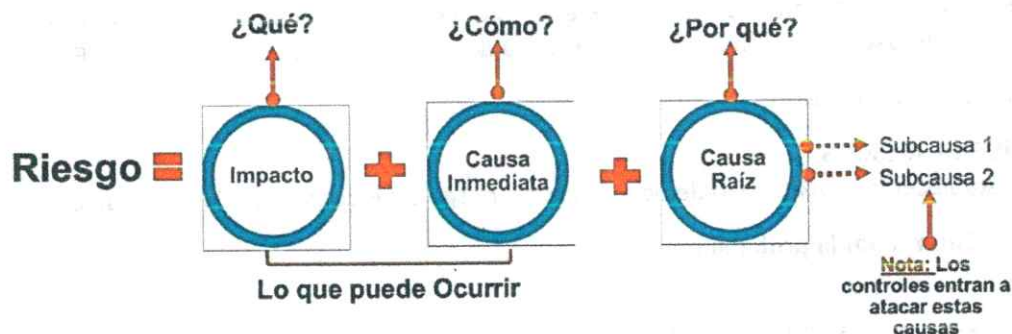 ¿Qué?
¿Cómo?
¿Por qué?
Riesgo =
Impacto
+
Causa
Inmediata
+
Causa
Raíz
Subcausa 1
Subcausa 2
Lo que puede Ocurrir
Nota: Los
controles entran a
atacar estas
causas